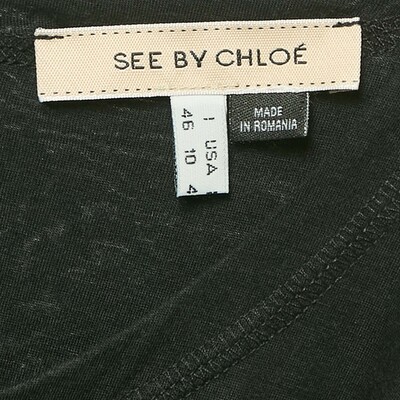 SEE BY CHLOÉ
MADE
IN ROMANIA
I USA
46 10 4